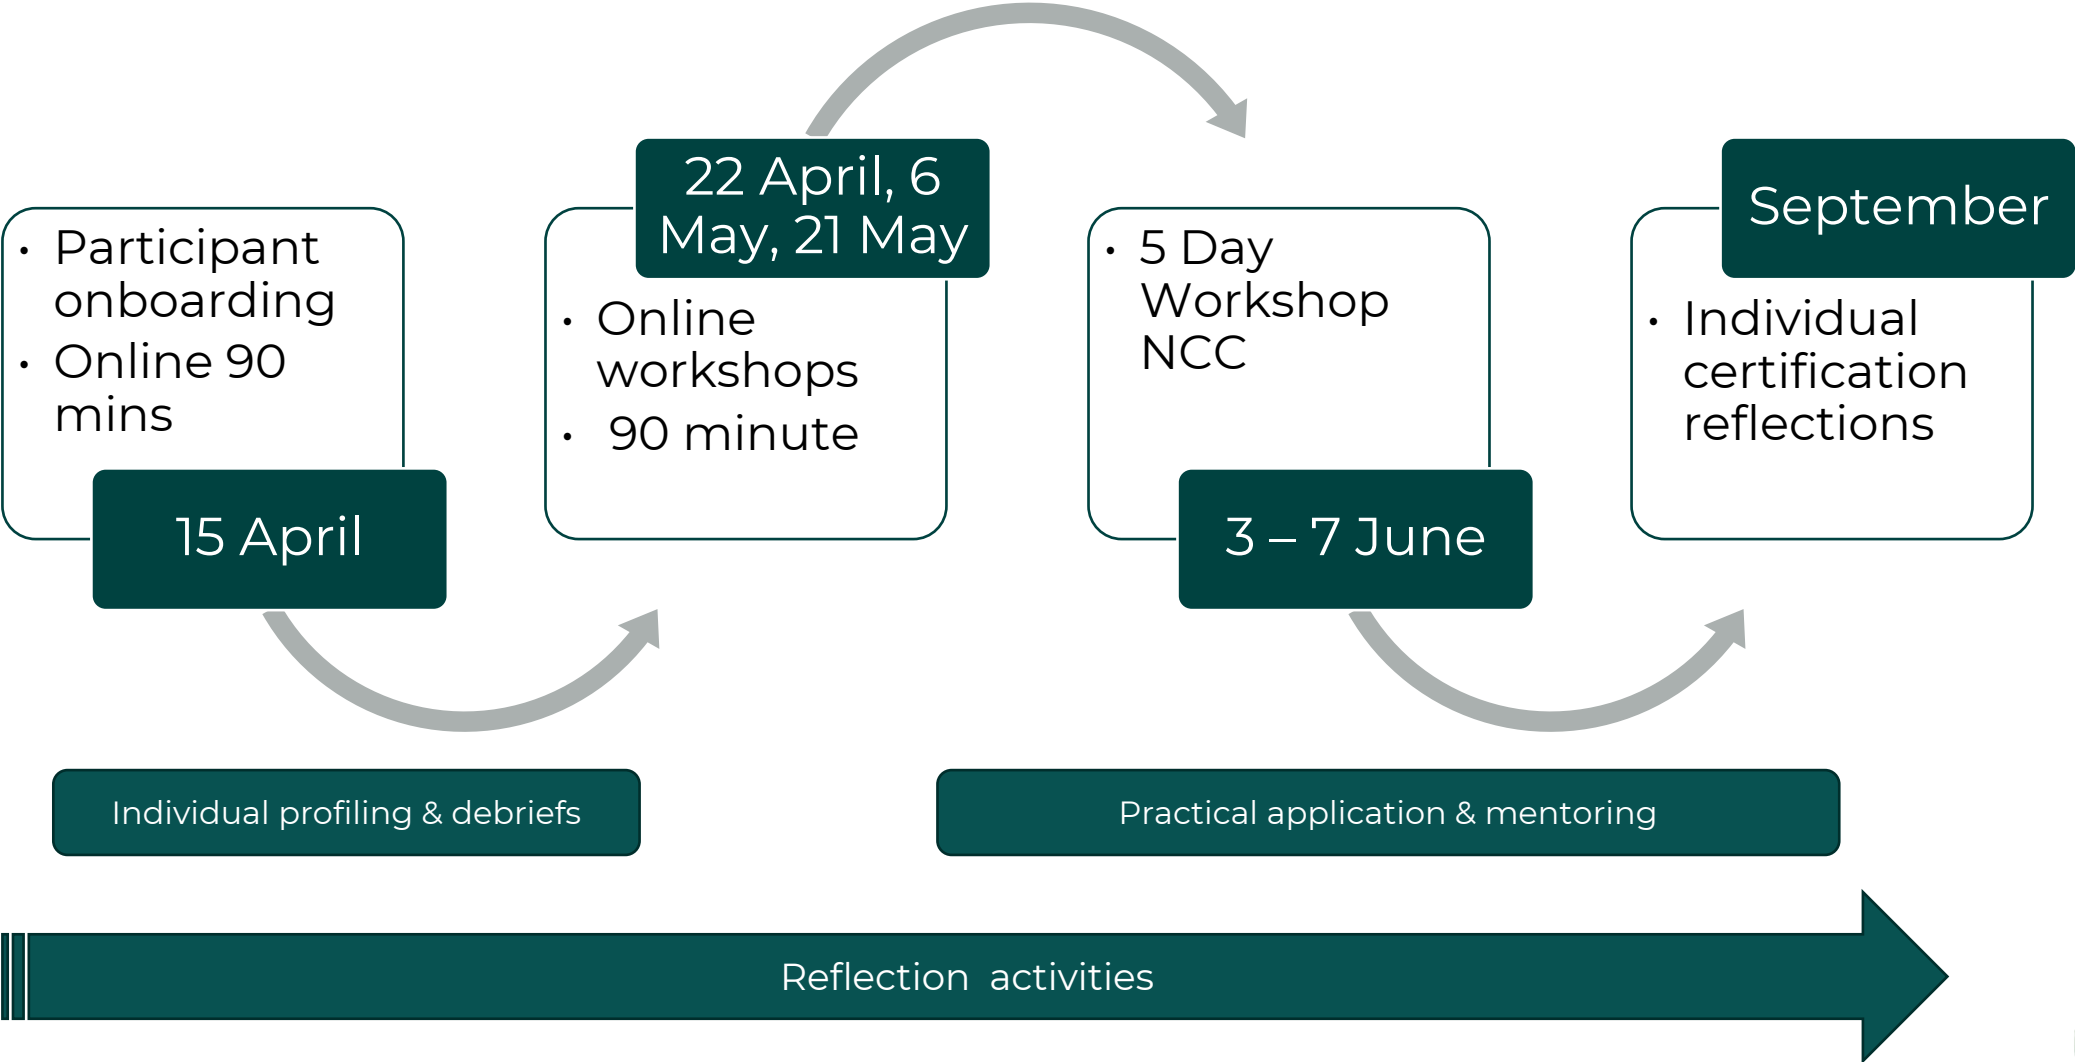 • Participant
onboarding
• Online 90
mins
15 April
22 April, 6
May, 21 May
• Online
workshops
• 90 minute
• 5 Day
Workshop
NCC
3 – 7 June
September
• Individual
certification
reflections
Individual profiling & debriefs
Practical application & mentoring
Reflection activities